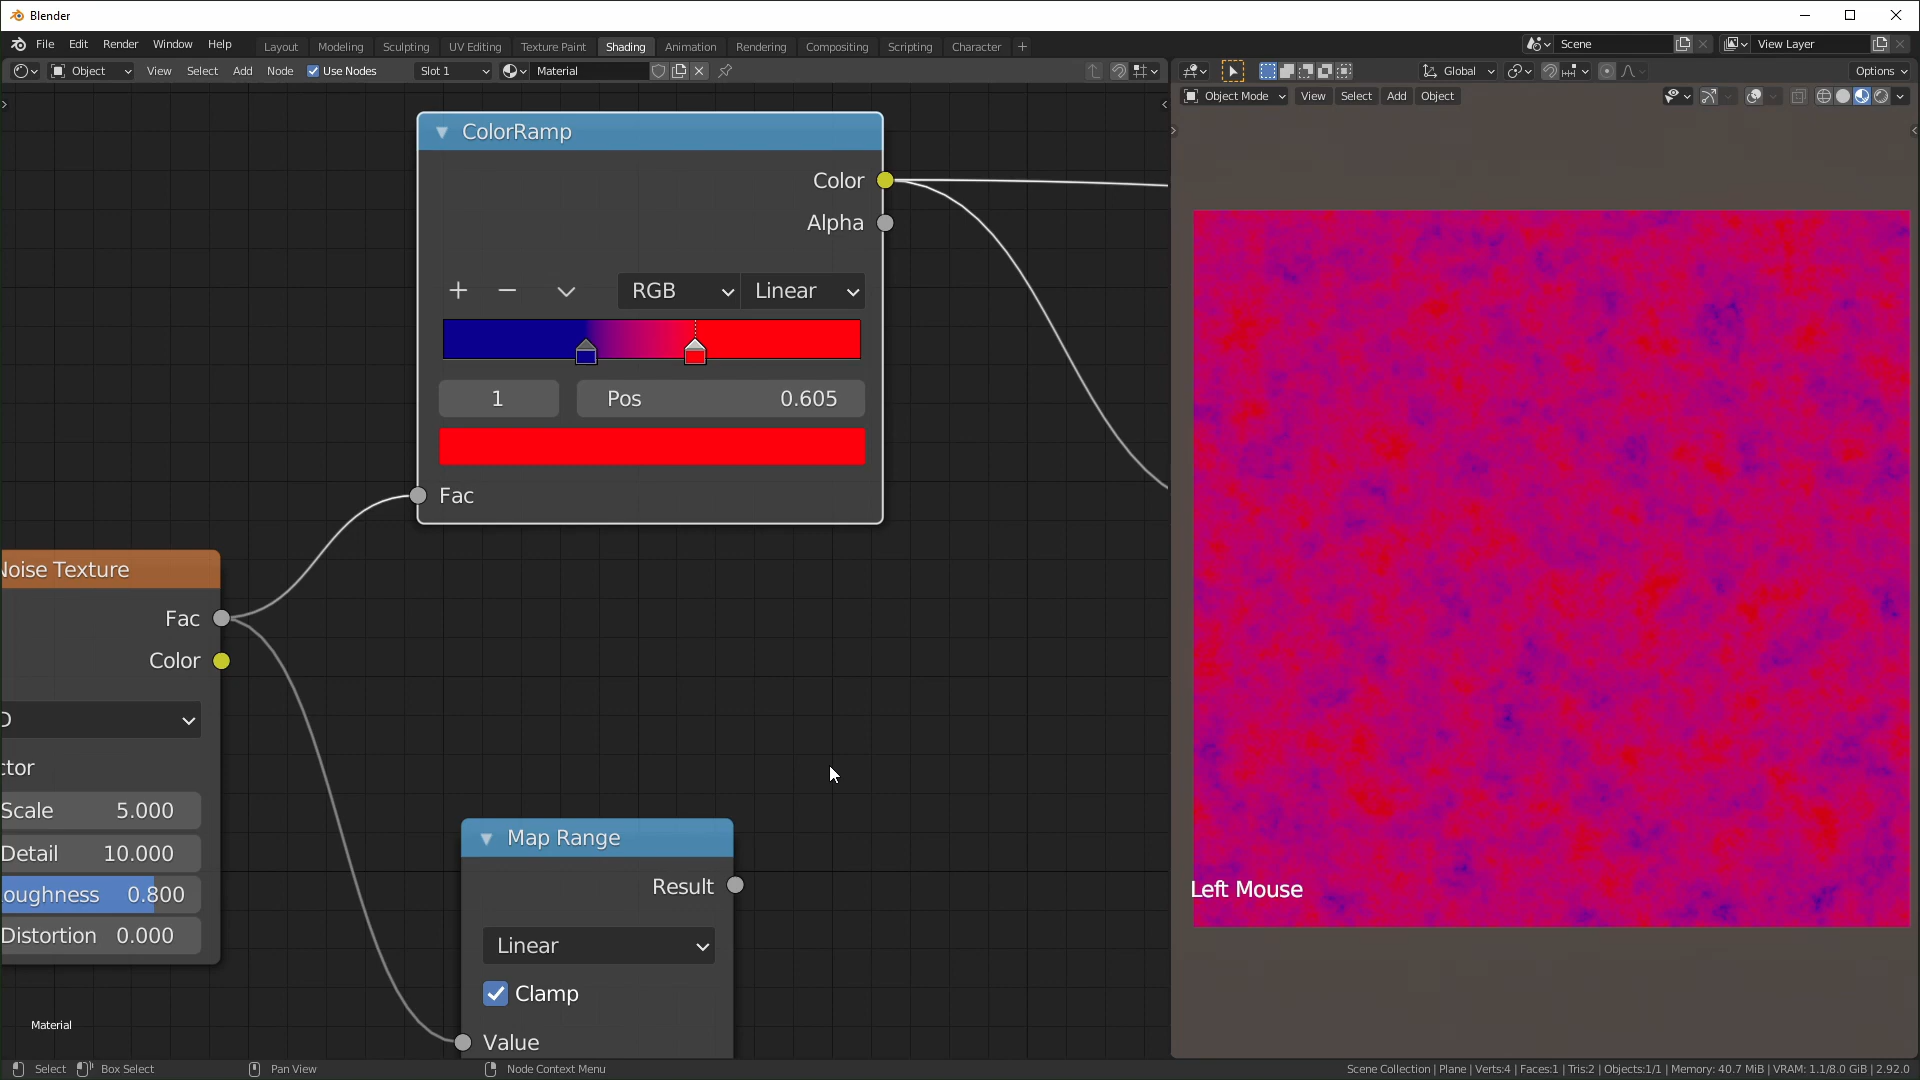 Blender
File Edit Render Window Help Layout Modeling Sculpting UV Editing Texture Paint Shading Animation Rendering Compositing Scripting Character + Scene View Layer
Object View Select Add Node Use Nodes Slot 1 Material Global Options
Object Mode View Select Add Object
ColorRamp
Color
Alpha
RGB Linear
1 Pos 0.605
Fac
Noise Texture
Fac
Color
D
ctor
Scale 5.000
Detail 10.000
oughness 0.800
Distortion 0.000
Map Range
Result
Linear
Clamp
Value
Left Mouse
Material
Select Box Select Pan View Node Context Menu Scene Collection | Plane | Verts:4 | Faces:1 | Tris:2 | Objects:1/1 | Memory: 40.7 MiB | VRAM: 1.1/8.0 GiB | 2.92.0